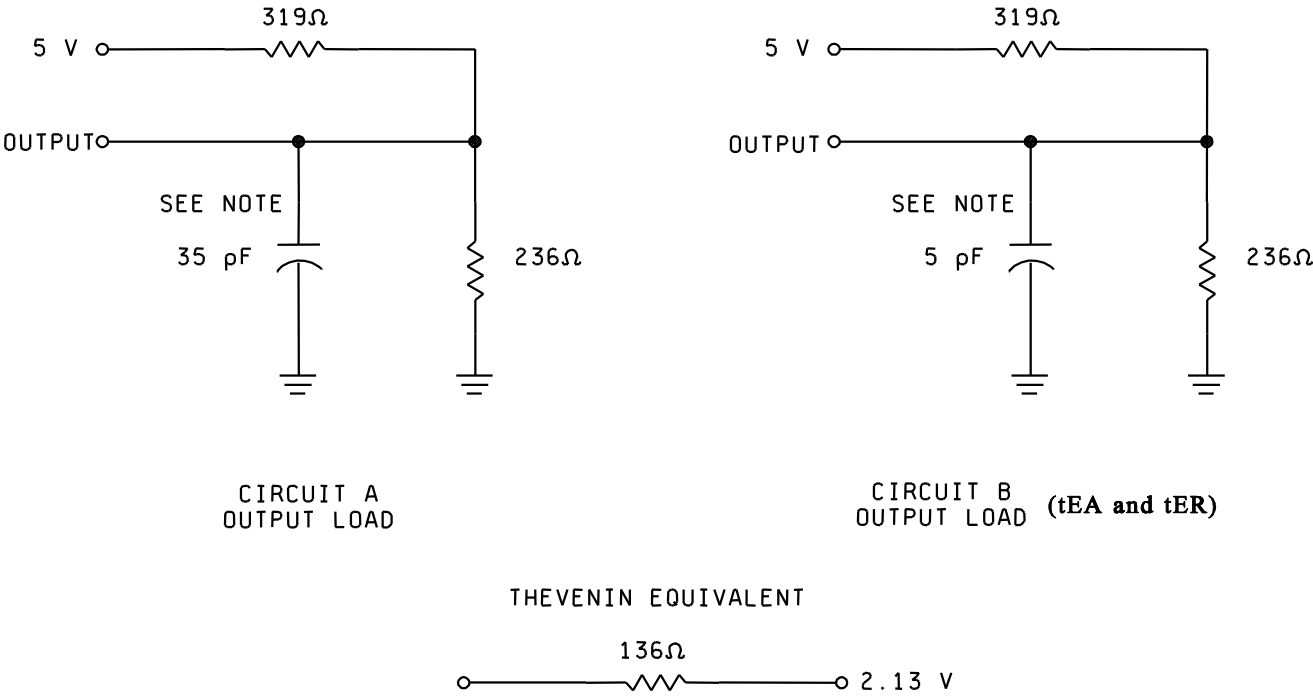 319Ω
5 V
OUTPUT
SEE NOTE
35 pF
236Ω
CIRCUIT A
OUTPUT LOAD
319Ω
5 V
OUTPUT
SEE NOTE
5 pF
236Ω
CIRCUIT B
OUTPUT LOAD (tEA and tER)
THEVENIN EQUIVALENT
136Ω
2.13 V